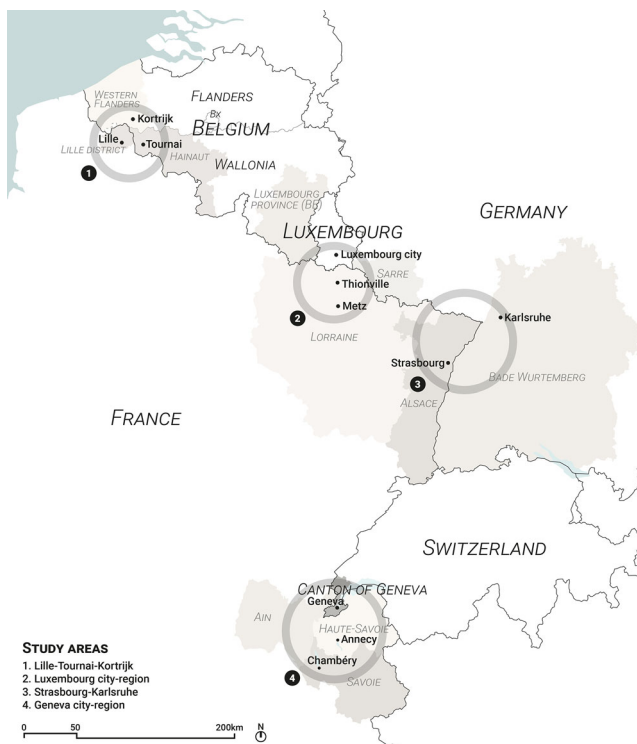 WESTERN
FLANDERS
FLANDERS
BX
BELGIUM
Kortrijk
Lille
Tournai
LILLE DISTRICT
HAINAUT
WALLONIA
1
LUXEMBOURG
PROVINCE (BE)
GERMANY
LUXEMBOURG
Luxembourg city
SARRE
Thionville
Metz
2
LORRAINE
Karlsruhe
Strasbourg
BADE WURTEMBERG
3
ALSACE
FRANCE
SWITZERLAND
CANTON OF GENEVA
Geneva
AIN
HAUTE-SAVOIE
Annecy
Chambéry
4
SAVOIE
STUDY AREAS
1. Lille-Tournai-Kortrijk
2. Luxembourg city-region
3. Strasbourg-Karlsruhe
4. Geneva city-region
0 50 200km
N